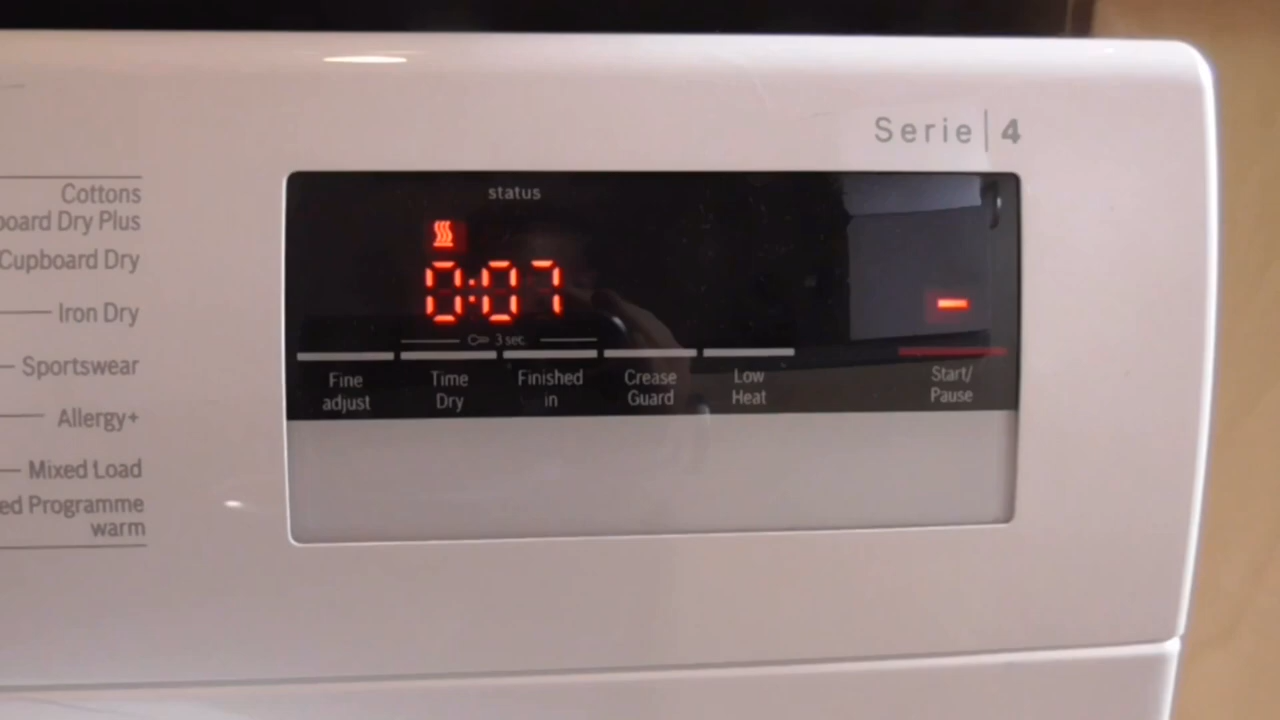 Serie | 4
Cottons
board Dry Plus
Cupboard Dry
Iron Dry
Sportswear
Allergy+
Mixed Load
ed Programme
warm
status
0:07
3 sec.
Fine
adjust
Time
Dry
Finished
in
Crease
Guard
Low
Heat
Start/
Pause